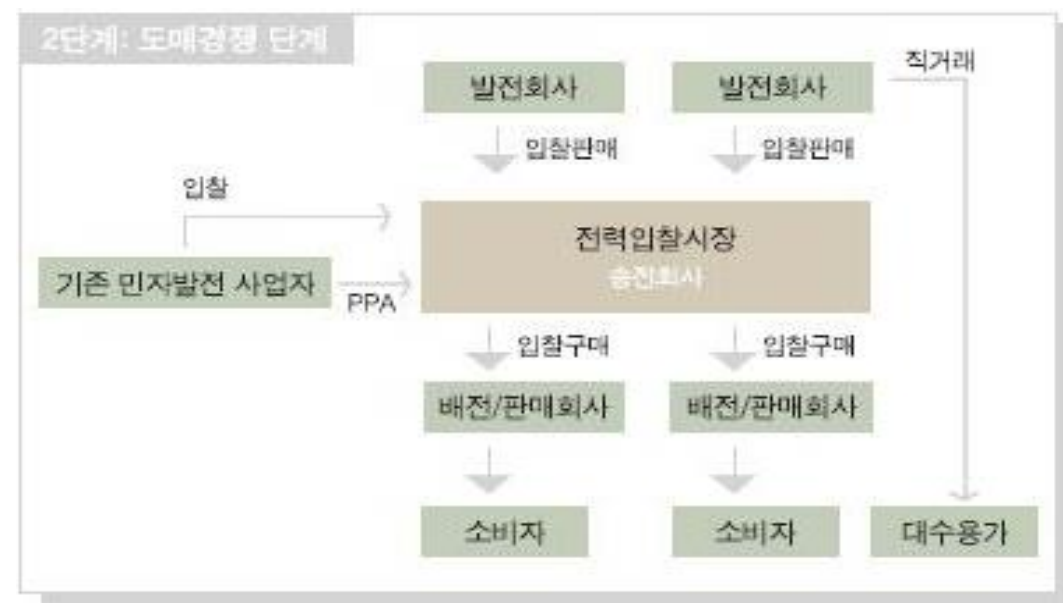 2단계: 도매경쟁 단계
직거래
발전회사
발전회사
입찰판매
입찰판매
입찰
전력입찰시장
송전회사
기존 민자발전 사업자
PPA
입찰구매
입찰구매
배전/판매회사
배전/판매회사
소비자
소비자
대수용가